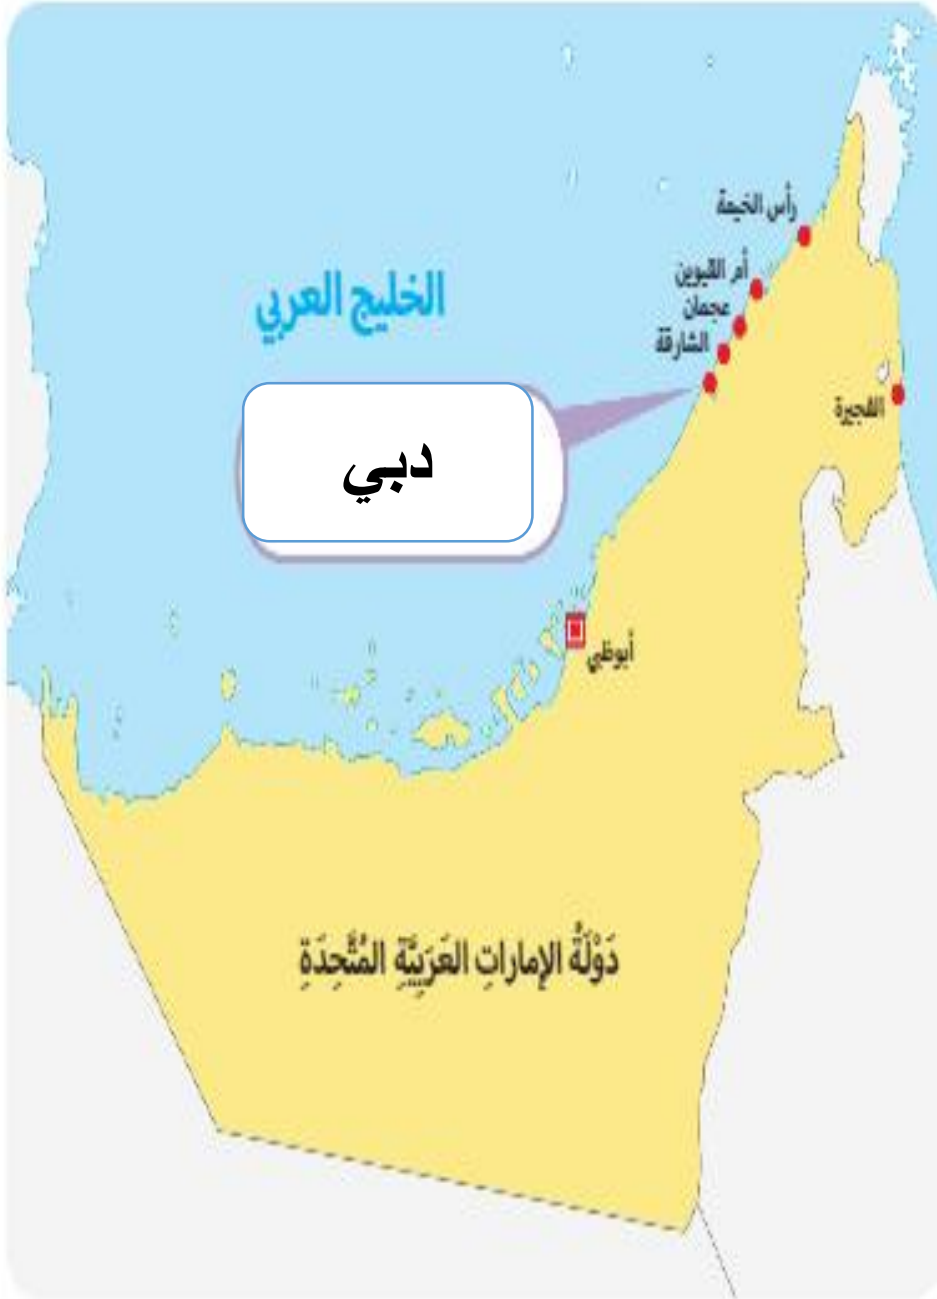 رأس الخيمة
أم القيوين
عجمان
الشارقة
الخليج العربي
الفجيرة
دبي
أبوظبي
دَوْلَةُ الإماراتِ العَرَبِيَّةِ المُتَّحِدَةِ